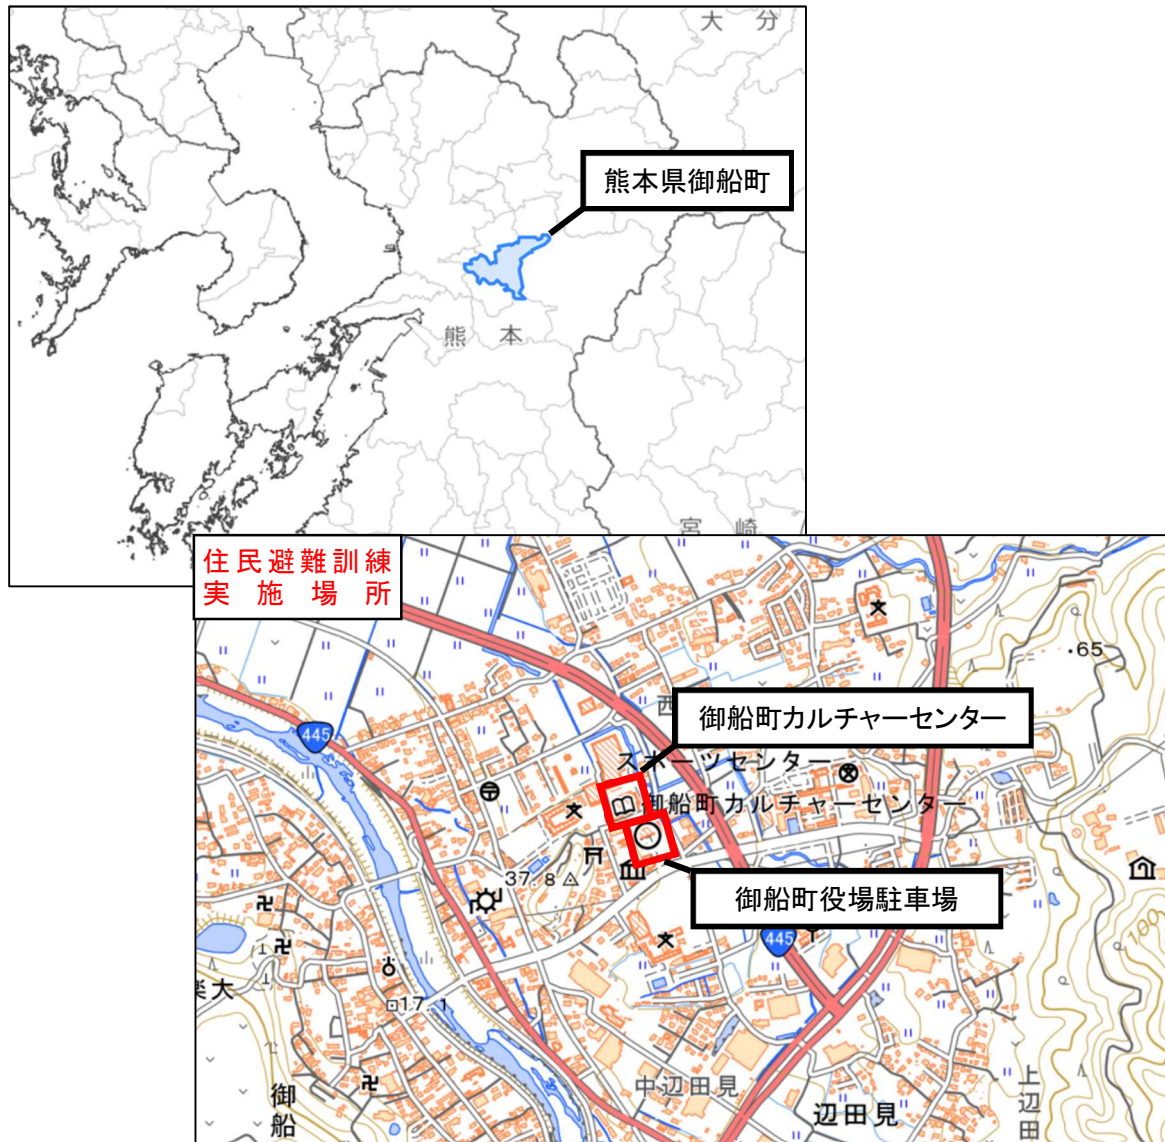 大 分
熊本県御船町
熊 本
宮 崎
住民避難訓練
実施場所
65
445
西
御船町カルチャーセンター
スポーツセンター
御船町カルチャーセンター
37.8
御船町役場駐車場
445
楽大
17.1
100
御船
中辺田見
辺田見
上辺田